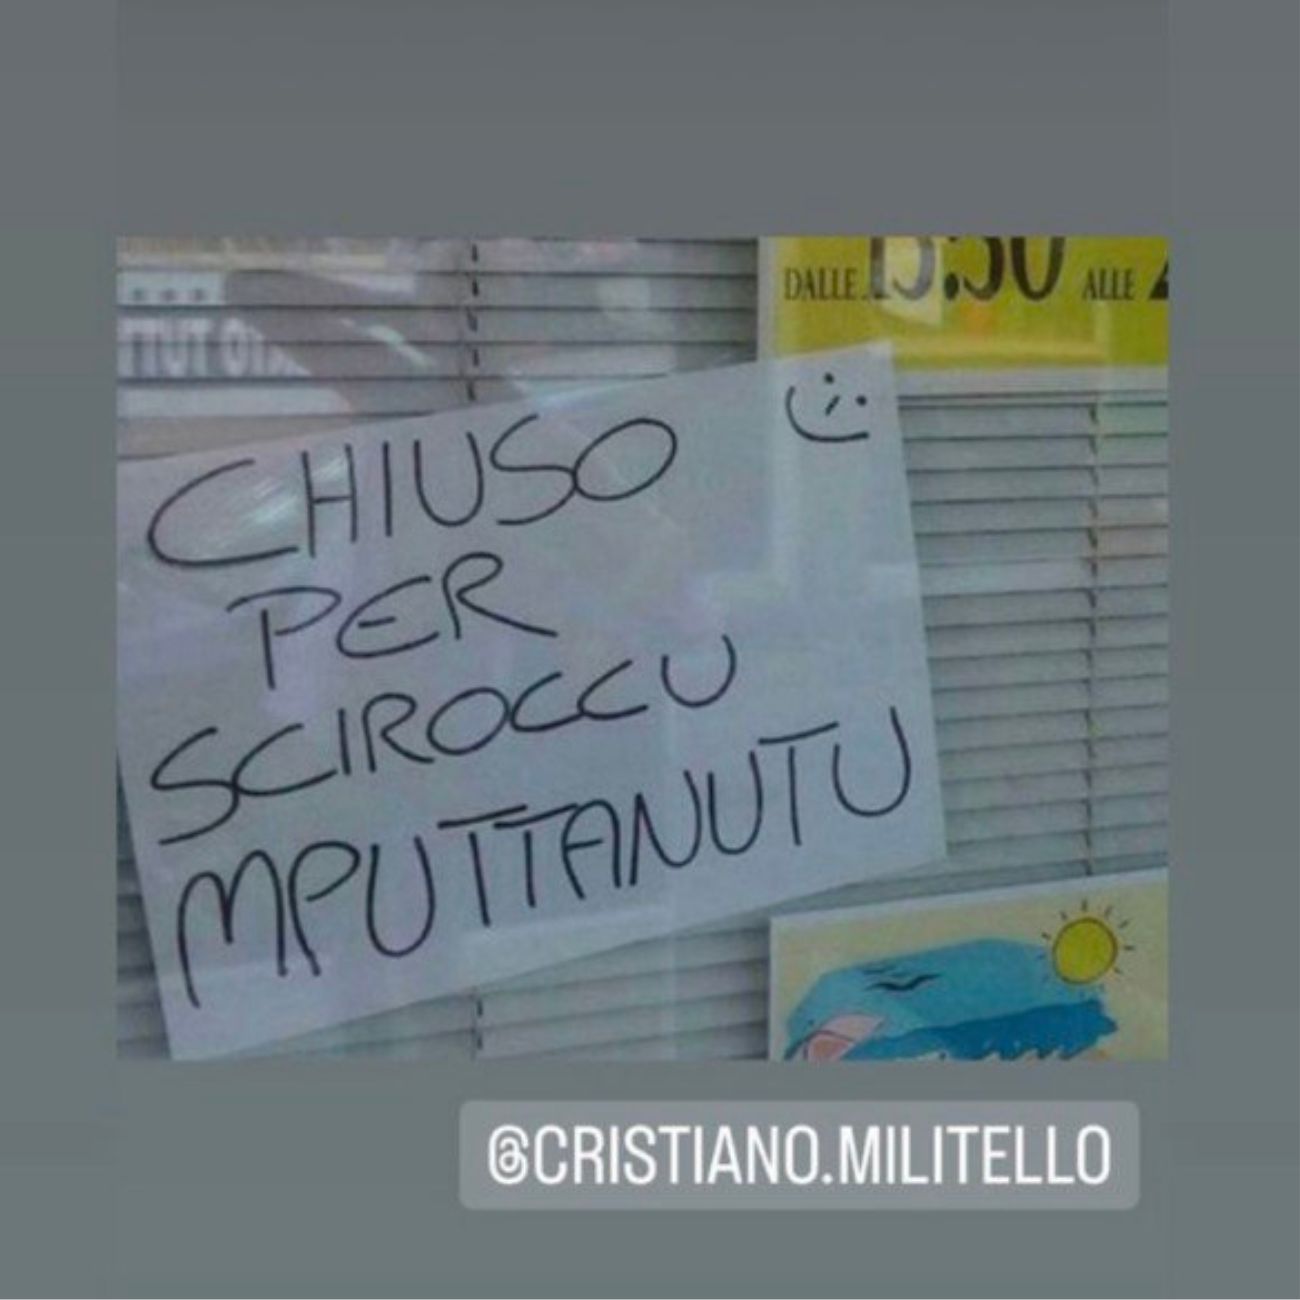 DALLE 15.30 ALLE
CHIUSO
PER
SCIROCCU
MPUTTANUTU
@CRISTIANO.MILITELLO